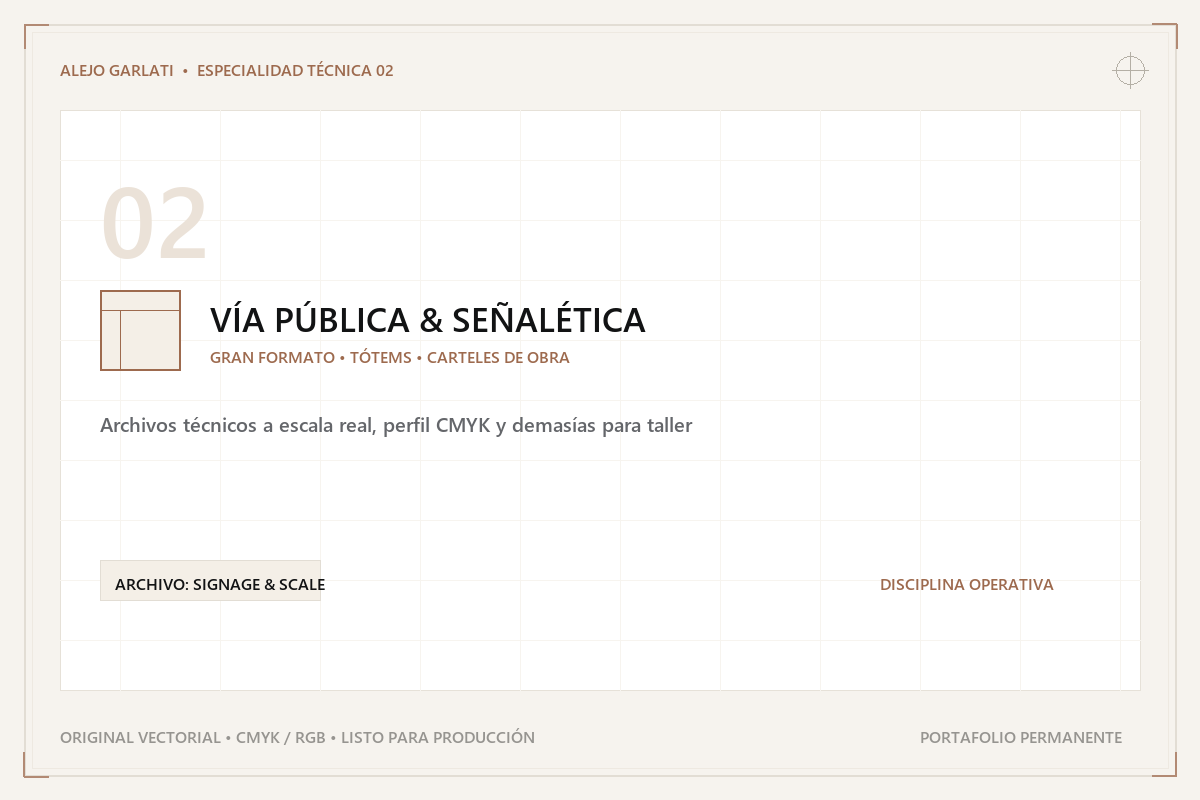 ALEJO GARLATI • ESPECIALIDAD TÉCNICA 02
02
VÍA PÚBLICA & SEÑALÉTICA
GRAN FORMATO • TÓTEMS • CARTELES DE OBRA
Archivos técnicos a escala real, perfil CMYK y demasías para taller
ARCHIVO: SIGNAGE & SCALE
DISCIPLINA OPERATIVA
ORIGINAL VECTORIAL • CMYK / RGB • LISTO PARA PRODUCCIÓN
PORTAFOLIO PERMANENTE